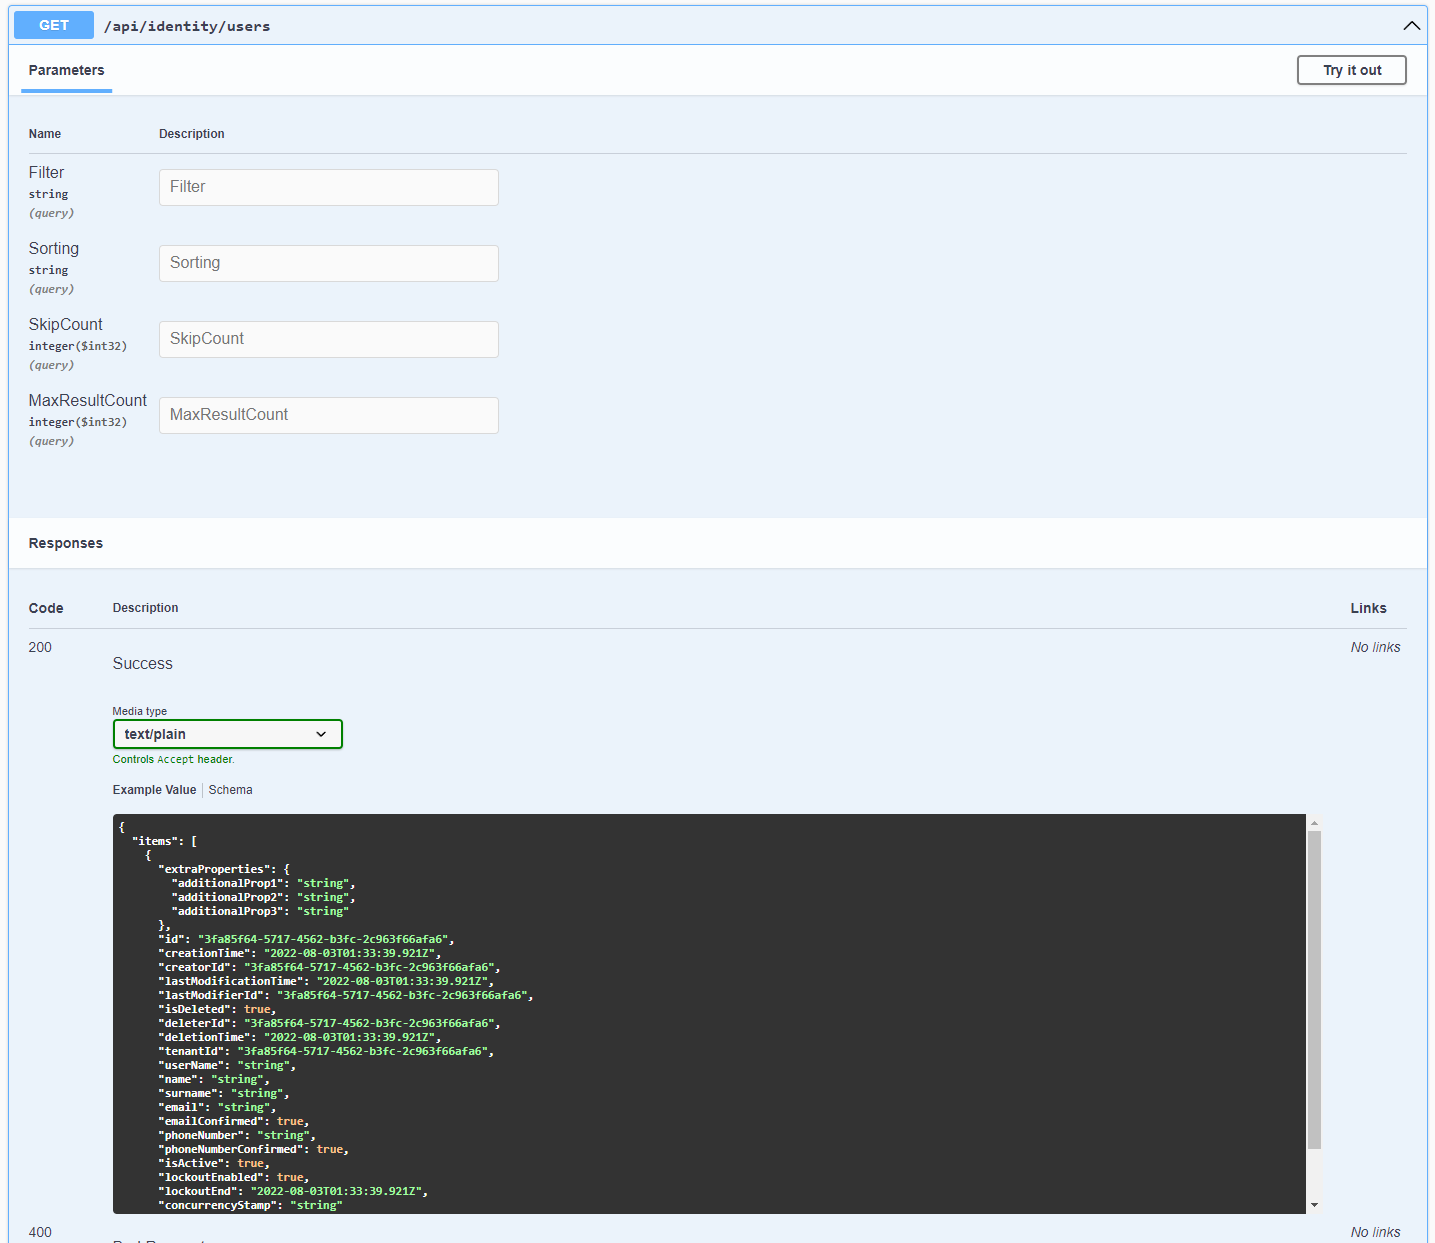 GET /api/identity/users
Parameters
Try it out
Name Description
Filter
string
(query)
Filter
Sorting
string
(query)
Sorting
SkipCount
integer($int32)
(query)
SkipCount
MaxResultCount
integer($int32)
(query)
MaxResultCount
Responses
Code Description Links
200 No links
Success
Media type
text/plain
Controls Accept header.
Example Value Schema
{
"items": [
{
"extraProperties": {
"additionalProp1": "string",
"additionalProp2": "string",
"additionalProp3": "string"
},
"id": "3fa85f64-5717-4562-b3fc-2c963f66afa6",
"creationTime": "2022-08-03T01:33:39.921Z",
"creatorId": "3fa85f64-5717-4562-b3fc-2c963f66afa6",
"lastModificationTime": "2022-08-03T01:33:39.921Z",
"lastModifierId": "3fa85f64-5717-4562-b3fc-2c963f66afa6",
"isDeleted": true,
"deleterId": "3fa85f64-5717-4562-b3fc-2c963f66afa6",
"deletionTime": "2022-08-03T01:33:39.921Z",
"tenantId": "3fa85f64-5717-4562-b3fc-2c963f66afa6",
"userName": "string",
"name": "string",
"surname": "string",
"email": "string",
"emailConfirmed": true,
"phoneNumber": "string",
"phoneNumberConfirmed": true,
"isActive": true,
"lockoutEnabled": true,
"lockoutEnd": "2022-08-03T01:33:39.921Z",
"concurrencyStamp": "string"
400 No links